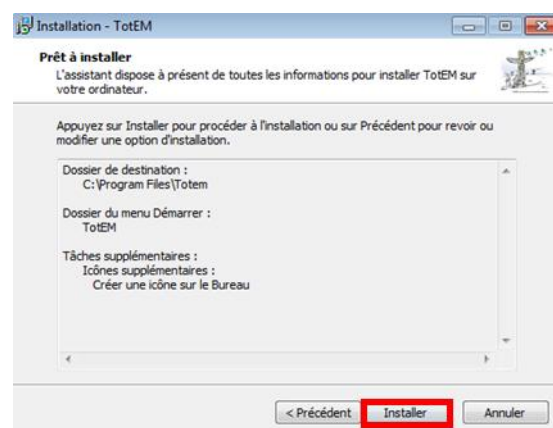 Installation - TotEM
Prêt à installer
L'assistant dispose à présent de toutes les informations pour installer TotEM sur
votre ordinateur.
Appuyez sur Installer pour procéder à l'installation ou sur Précédent pour revoir ou
modifier une option d'installation.
Dossier de destination :
C:\Program Files\Totem
Dossier du menu Démarrer :
TotEM
Tâches supplémentaires :
Icônes supplémentaires :
Créer une icône sur le Bureau
< Précédent Installer Annuler